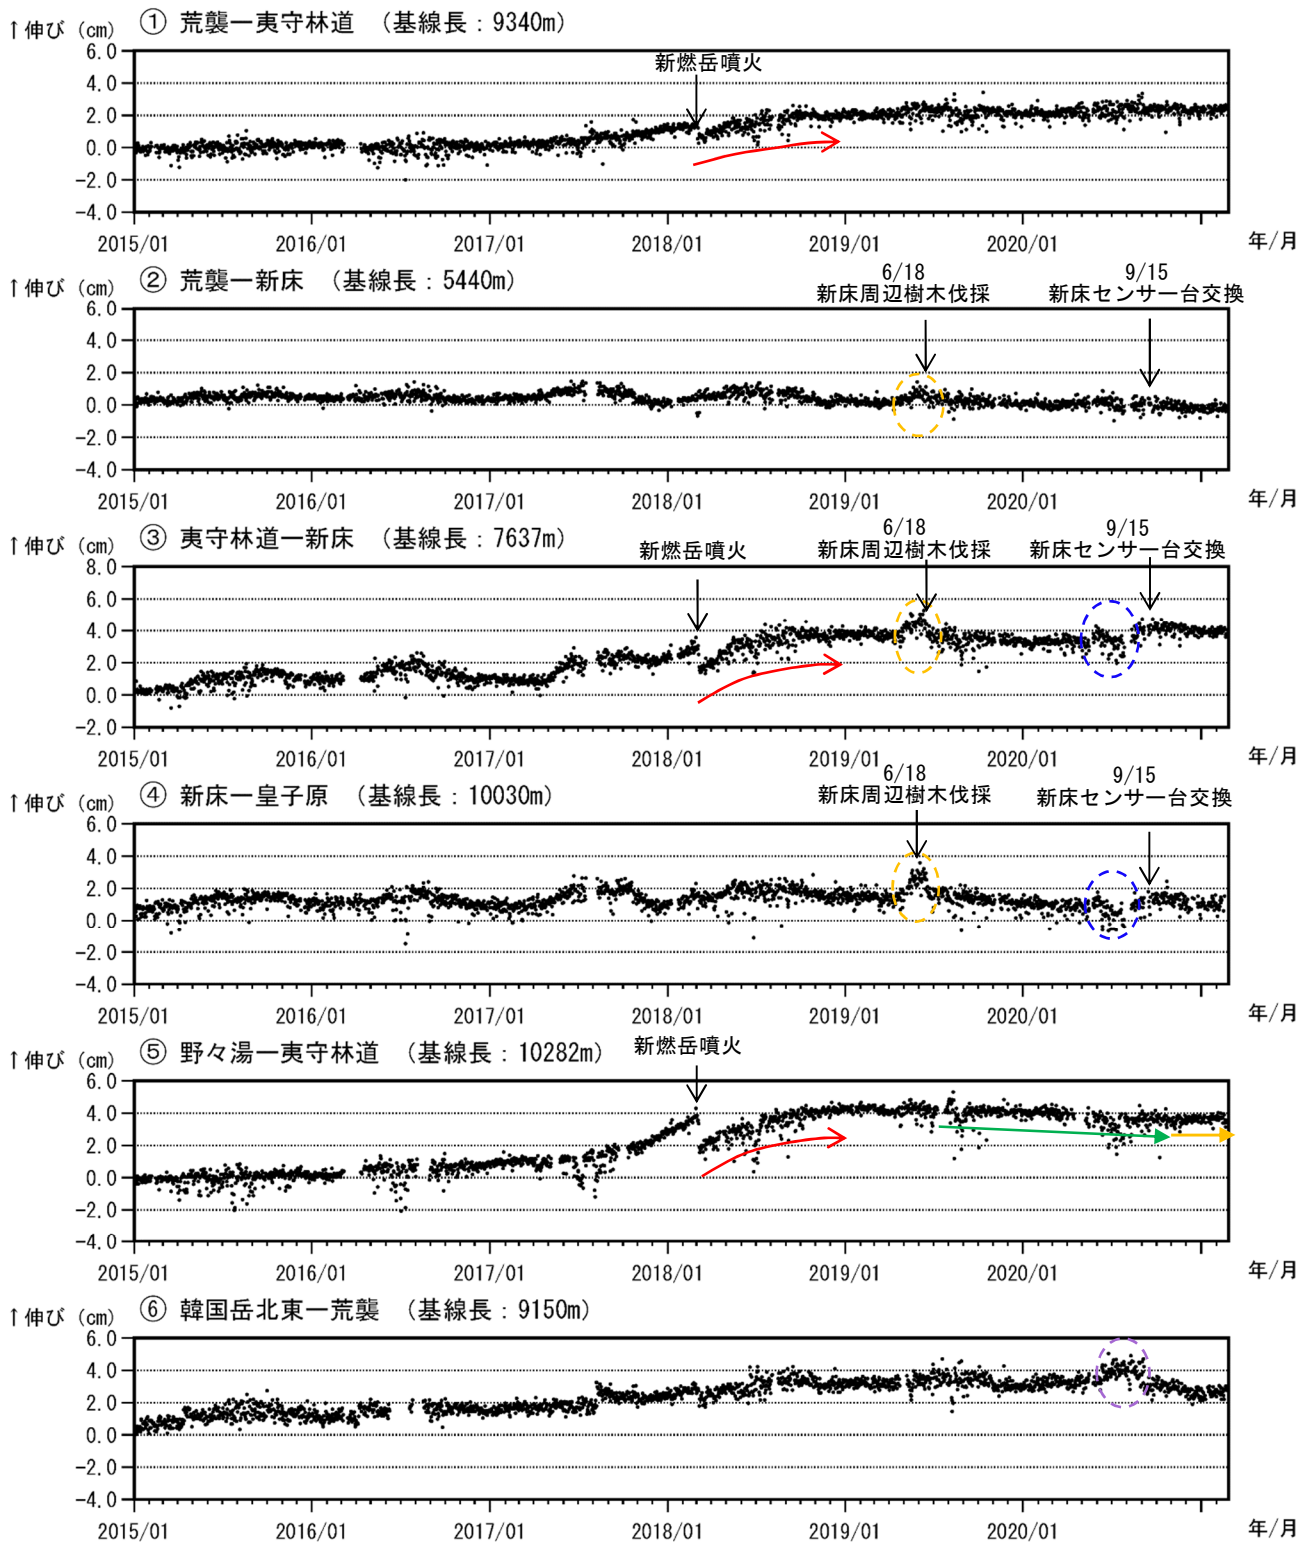 ↑伸び (cm) ① 荒襲ー夷守林道 (基線長：9340m)
新燃岳噴火
6.0
4.0
2.0
0.0
-2.0
-4.0
2015/01 2016/01 2017/01 2018/01 2019/01 2020/01 年/月
↑伸び (cm) ② 荒襲ー新床 (基線長：5440m)
6/18
新床周辺樹木伐採
9/15
新床センサー台交換
6.0
4.0
2.0
0.0
-2.0
-4.0
2015/01 2016/01 2017/01 2018/01 2019/01 2020/01 年/月
↑伸び (cm) ③ 夷守林道ー新床 (基線長：7637m)
新燃岳噴火
6/18
新床周辺樹木伐採
9/15
新床センサー台交換
8.0
6.0
4.0
2.0
0.0
-2.0
2015/01 2016/01 2017/01 2018/01 2019/01 2020/01 年/月
↑伸び (cm) ④ 新床ー皇子原 (基線長：10030m)
6/18
新床周辺樹木伐採
9/15
新床センサー台交換
6.0
4.0
2.0
0.0
-2.0
-4.0
2015/01 2016/01 2017/01 2018/01 2019/01 2020/01 年/月
↑伸び (cm) ⑤ 野々湯ー夷守林道 (基線長：10282m)
新燃岳噴火
6.0
4.0
2.0
0.0
-2.0
-4.0
2015/01 2016/01 2017/01 2018/01 2019/01 2020/01 年/月
↑伸び (cm) ⑥ 韓国岳北東ー荒襲 (基線長：9150m)
6.0
4.0
2.0
0.0
-2.0
-4.0
2015/01 2016/01 2017/01 2018/01 2019/01 2020/01 年/月